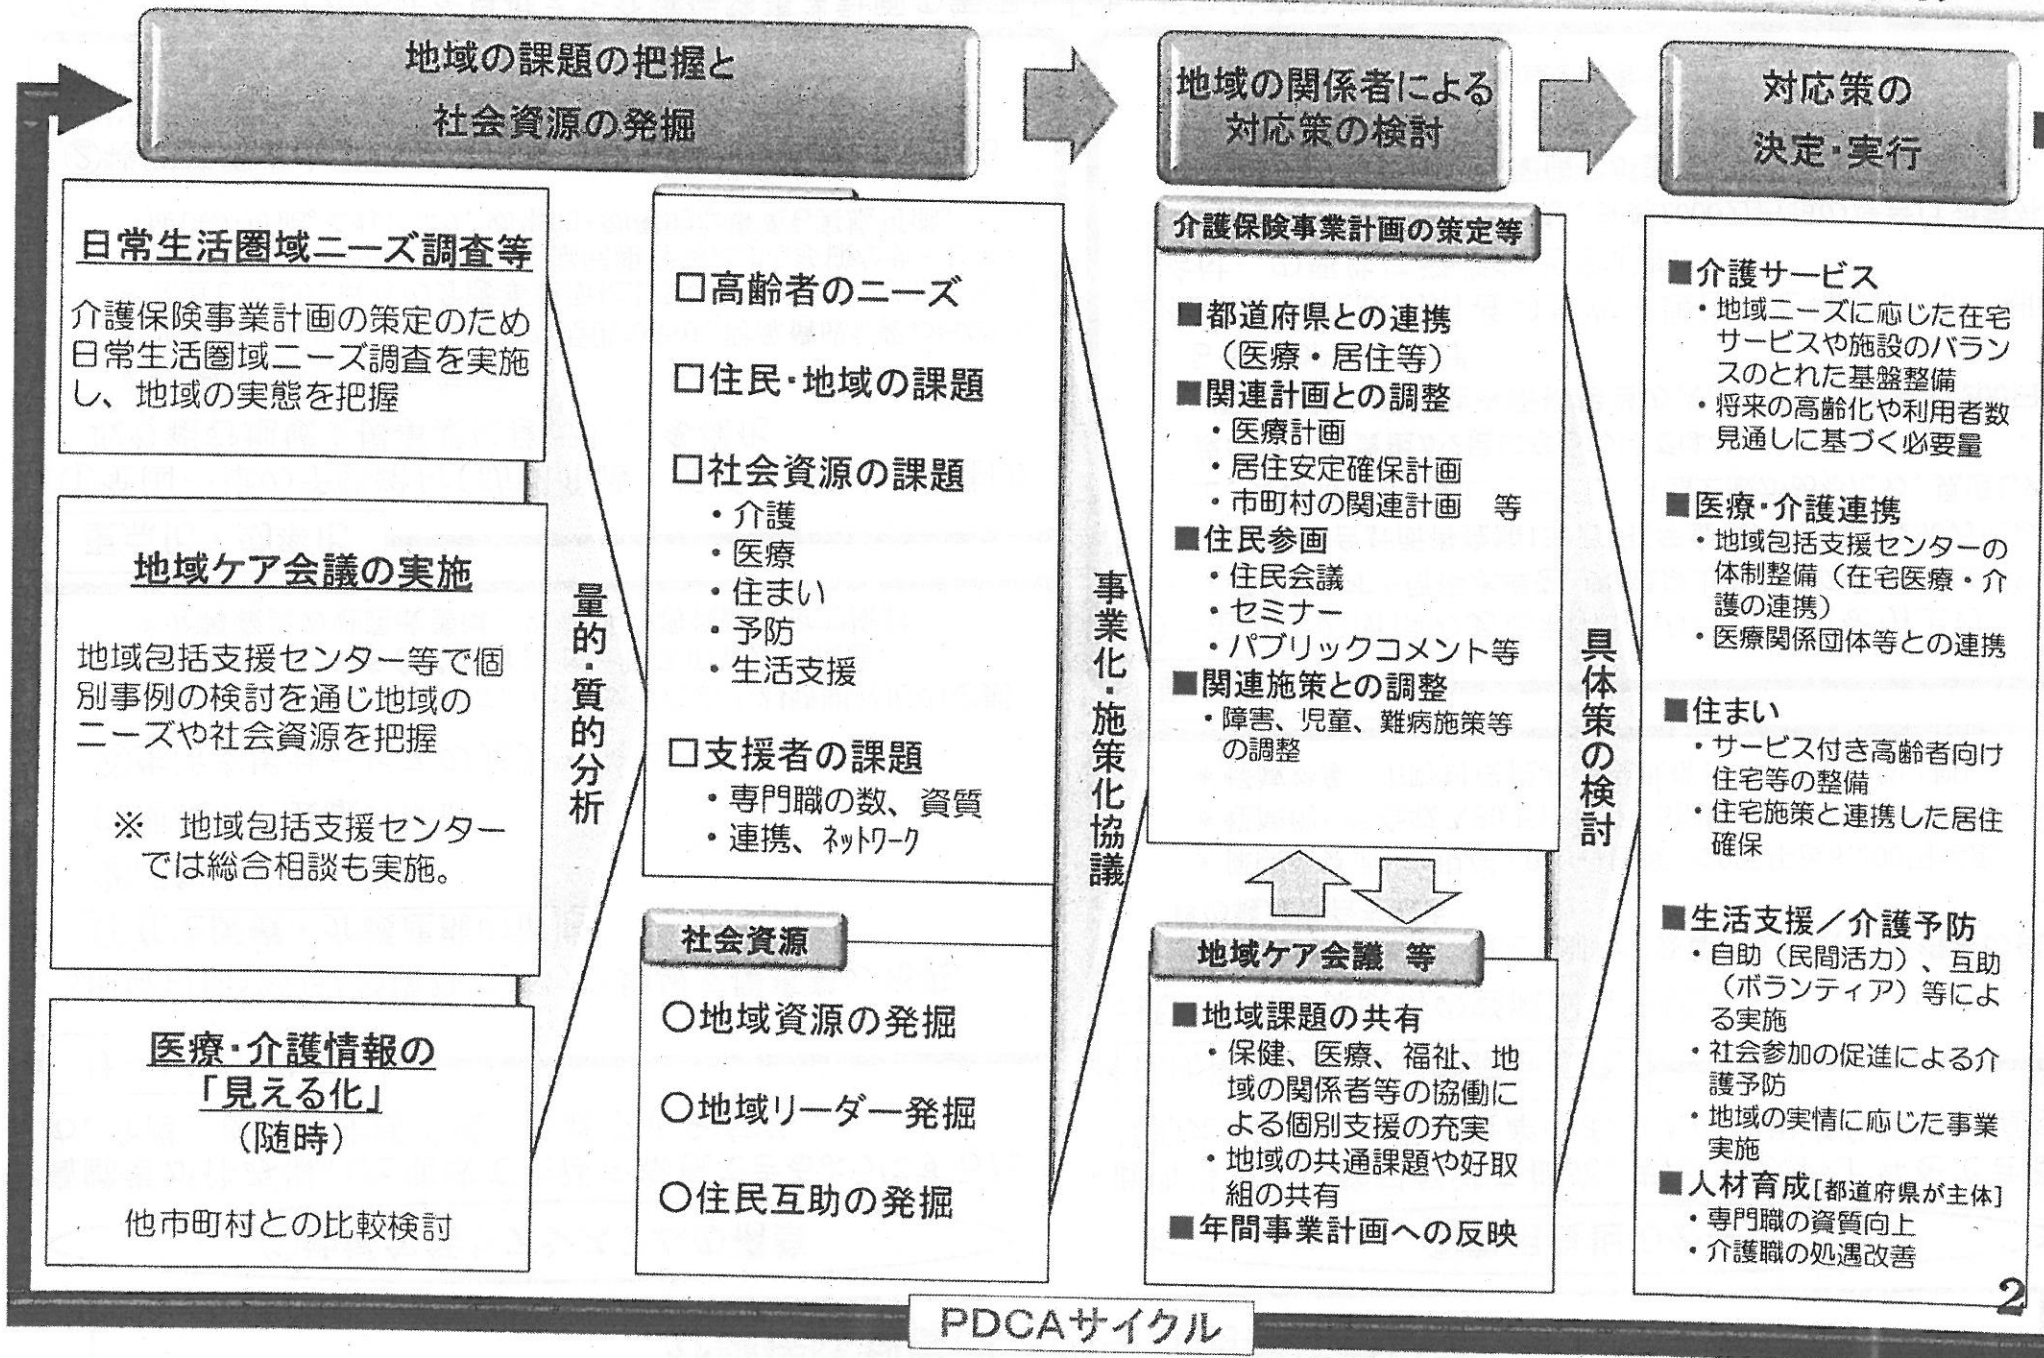 地域の課題の把握と
社会資源の発掘
地域の関係者による
対応策の検討
対応策の
決定・実行
日常生活圏域ニーズ調査等
介護保険事業計画の策定のため
日常生活圏域ニーズ調査を実施
し、地域の実態を把握
地域ケア会議の実施
地域包括支援センター等で個
別事例の検討を通じ地域の
ニーズや社会資源を把握
※　地域包括支援センター
では総合相談も実施。
医療・介護情報の
「見える化」
（随時）
他市町村との比較検討
量的・質的分析
□高齢者のニーズ
□住民・地域の課題
□社会資源の課題
・介護
・医療
・住まい
・予防
・生活支援
□支援者の課題
・専門職の数、資質
・連携、ネットワーク
社会資源
○地域資源の発掘
○地域リーダー発掘
○住民互助の発掘
事業化・施策化協議
介護保険事業計画の策定等
■都道府県との連携
（医療・居住等）
■関連計画との調整
・医療計画
・居住安定確保計画
・市町村の関連計画　等
■住民参画
・住民会議
・セミナー
・パブリックコメント等
■関連施策との調整
・障害、児童、難病施策等
の調整
地域ケア会議 等
■地域課題の共有
・保健、医療、福祉、地
域の関係者等の協働に
よる個別支援の充実
・地域の共通課題や好取
組の共有
■年間事業計画への反映
具体策の検討
■介護サービス
・地域ニーズに応じた在宅
サービスや施設のバラン
スのとれた基盤整備
・将来の高齢化や利用者数
見通しに基づく必要量
■医療・介護連携
・地域包括支援センターの
体制整備（在宅医療・介
護の連携）
・医療関係団体等との連携
■住まい
・サービス付き高齢者向け
住宅等の整備
・住宅施策と連携した居住
確保
■生活支援／介護予防
・自助（民間活力）、互助
（ボランティア）等によ
る実施
・社会参加の促進による介
護予防
・地域の実情に応じた事業
実施
■人材育成[都道府県が主体]
・専門職の資質向上
・介護職の処遇改善
2
PDCAサイクル